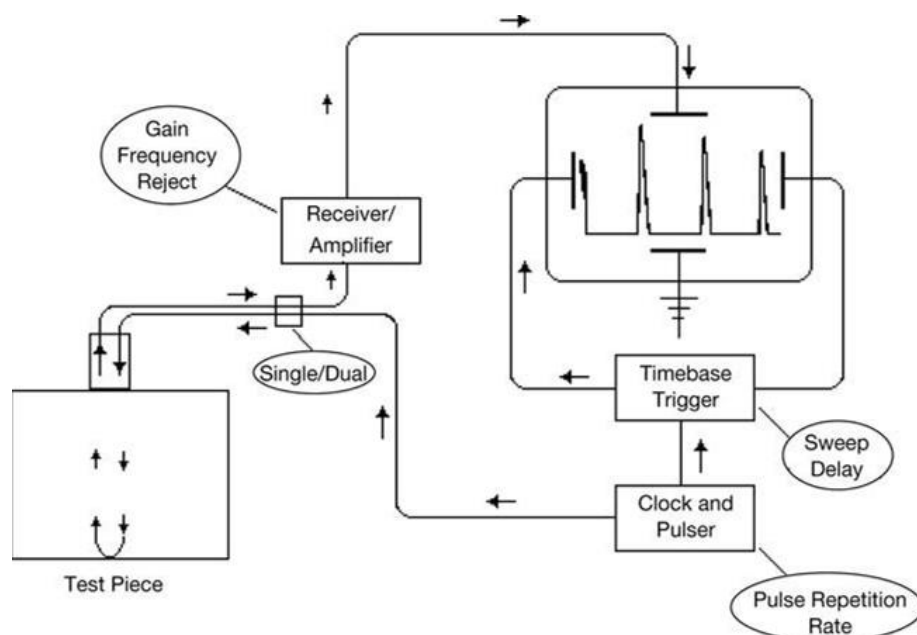 Gain
Frequency
Reject
Receiver/
Amplifier
Single/Dual
Timebase
Trigger
Sweep
Delay
Clock and
Pulser
Test Piece
Pulse Repetition
Rate